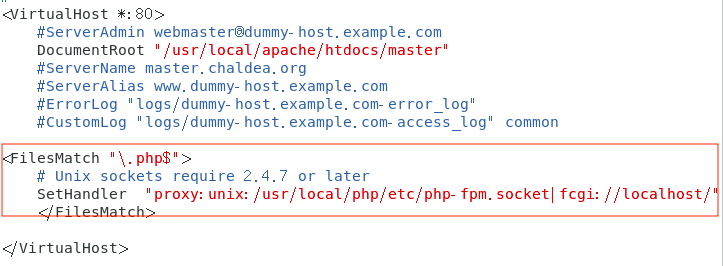 <VirtualHost *:80>
#ServerAdmin webmaster@dummy-host.example.com
DocumentRoot "/usr/local/apache/htdocs/master"
#ServerName master.chaldea.org
#ServerAlias www.dummy-host.example.com
#ErrorLog "logs/dummy-host.example.com-error_log"
#CustomLog "logs/dummy-host.example.com-access_log" common
<FilesMatch "\.php$">
# Unix sockets require 2.4.7 or later
SetHandler "proxy:unix:/usr/local/php/etc/php-fpm.socket|fcgi://localhost/"
</FilesMatch>
</VirtualHost>